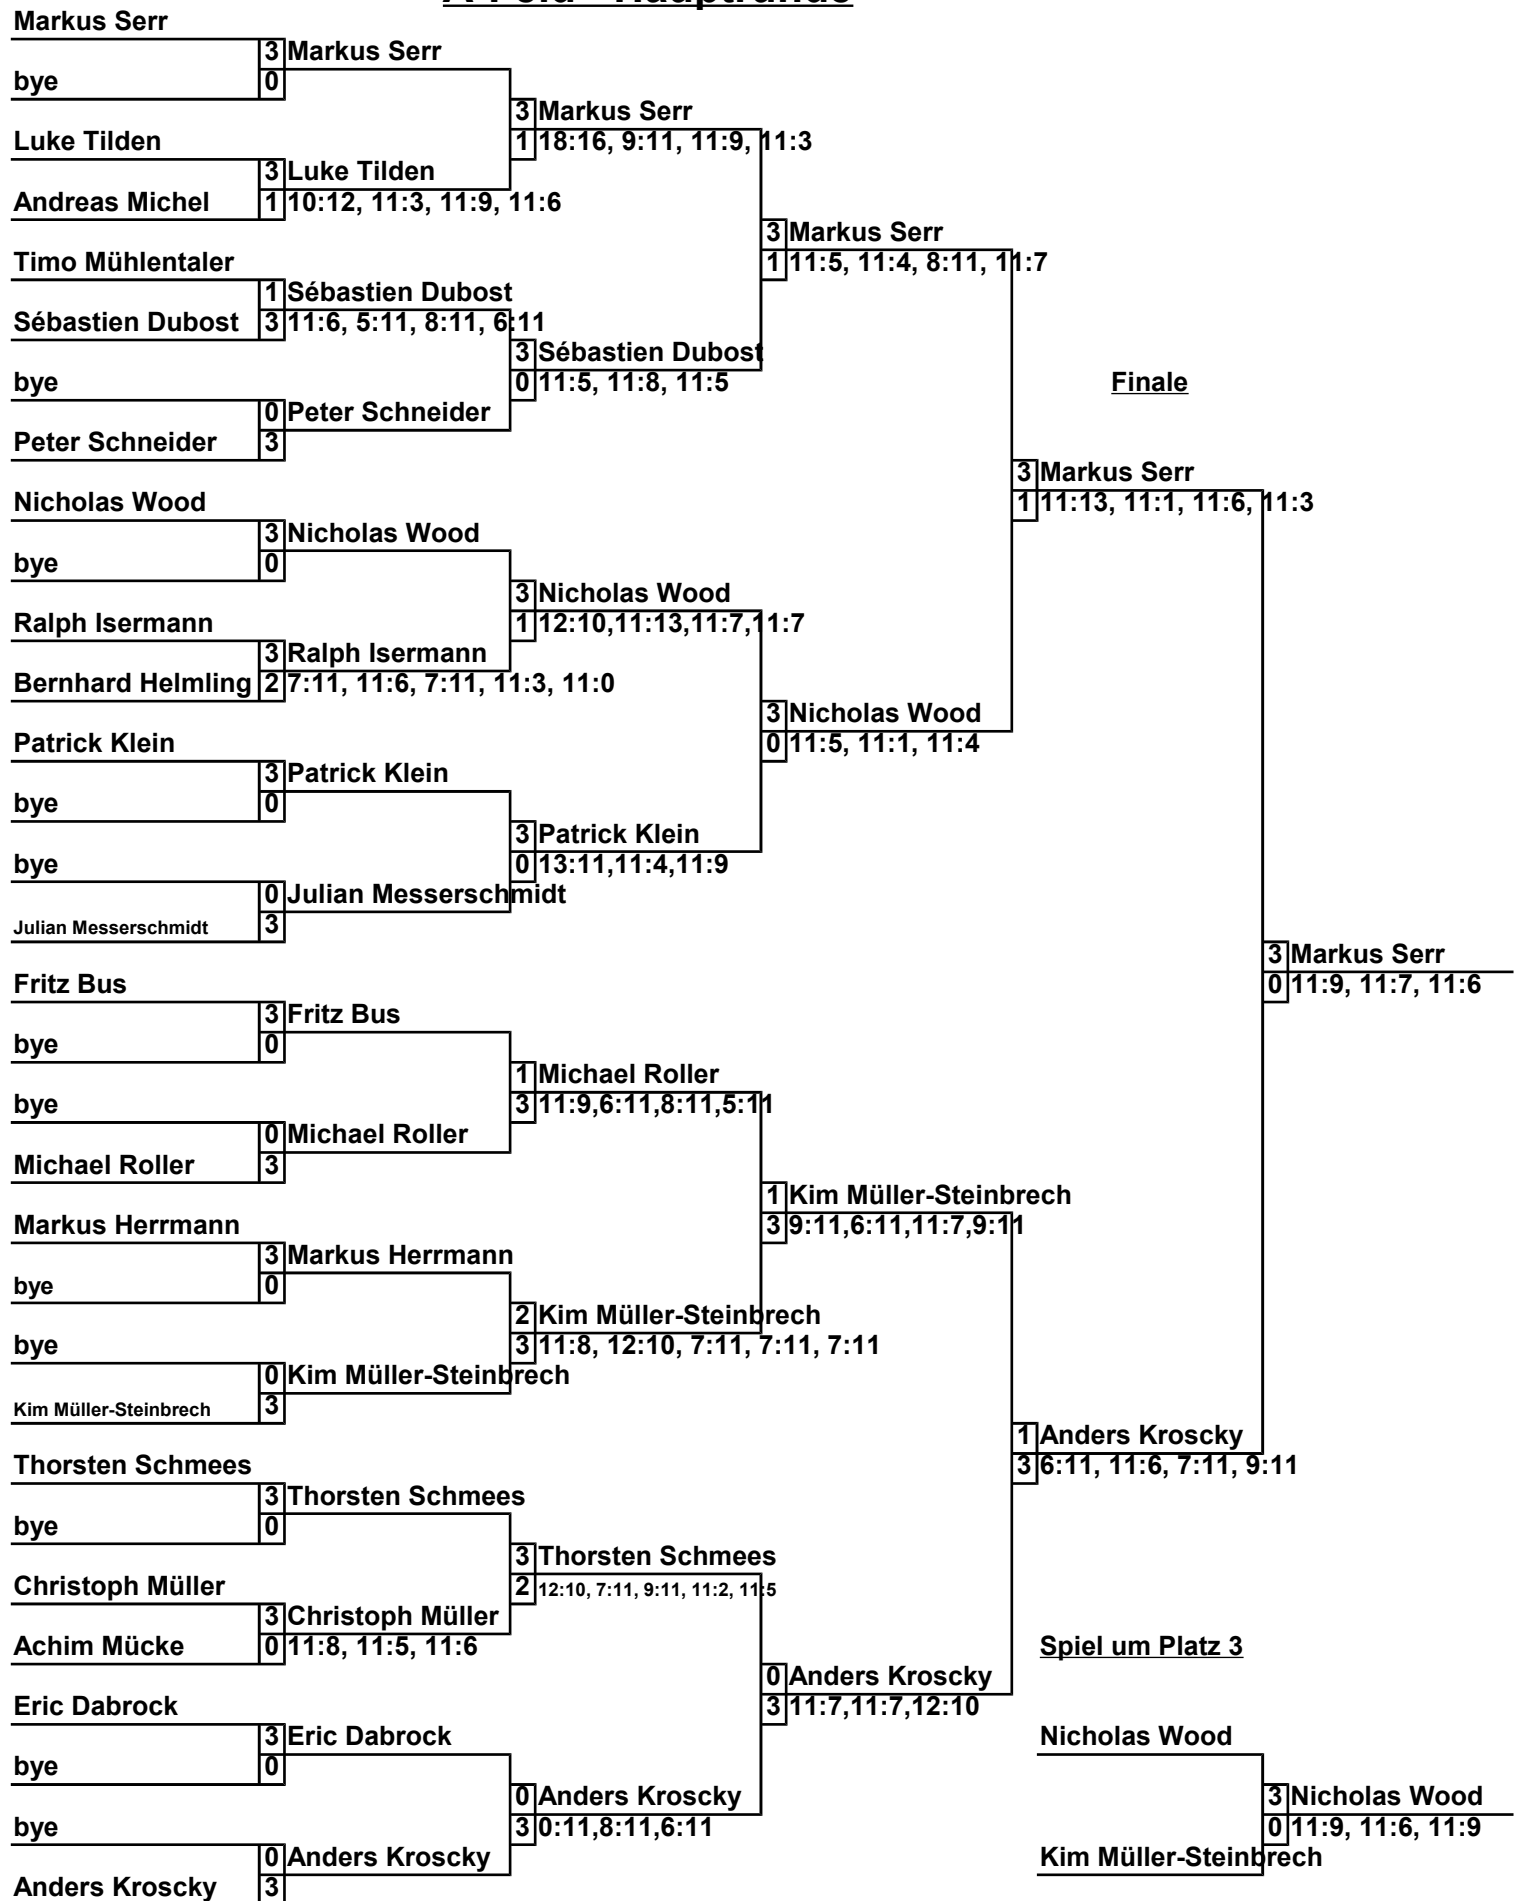 Markus Serr
3 Markus Serr
bye 0
3 Markus Serr
Luke Tilden 1 18:16, 9:11, 11:9, 11:3
3 Luke Tilden
Andreas Michel 1 10:12, 11:3, 11:9, 11:6
3 Markus Serr
Timo Mühlentaler 1 11:5, 11:4, 8:11, 11:7
1 Sébastien Dubost
Sébastien Dubost 3 11:6, 5:11, 8:11, 6:11
3 Sébastien Dubost
bye 0 11:5, 11:8, 11:5 Finale
0 Peter Schneider
Peter Schneider 3
3 Markus Serr
Nicholas Wood 1 11:13, 11:1, 11:6, 11:3
3 Nicholas Wood
bye 0
3 Nicholas Wood
Ralph Isermann 1 12:10,11:13,11:7,11:7
3 Ralph Isermann
Bernhard Helmling 2 7:11, 11:6, 7:11, 11:3, 11:0
3 Nicholas Wood
Patrick Klein 0 11:5, 11:1, 11:4
3 Patrick Klein
bye 0
3 Patrick Klein
bye 0 13:11,11:4,11:9
0 Julian Messerschmidt
Julian Messerschmidt 3
3 Markus Serr
Fritz Bus 0 11:9, 11:7, 11:6
3 Fritz Bus
bye 0
1 Michael Roller
bye 3 11:9,6:11,8:11,5:11
0 Michael Roller
Michael Roller 3
1 Kim Müller-Steinbrech
Markus Herrmann 3 9:11,6:11,11:7,9:11
3 Markus Herrmann
bye 0
2 Kim Müller-Steinbrech
bye 3 11:8, 12:10, 7:11, 7:11, 7:11
0 Kim Müller-Steinbrech
Kim Müller-Steinbrech 3
1 Anders Kroscky
Thorsten Schmees 3 6:11, 11:6, 7:11, 9:11
3 Thorsten Schmees
bye 0
3 Thorsten Schmees
Christoph Müller 2 12:10, 7:11, 9:11, 11:2, 11:5
3 Christoph Müller
Achim Mücke 0 11:8, 11:5, 11:6 Spiel um Platz 3
0 Anders Kroscky
Eric Dabrock 3 11:7,11:7,12:10
3 Eric Dabrock Nicholas Wood
bye 0
0 Anders Kroscky 3 Nicholas Wood
bye 3 0:11,8:11,6:11 0 11:9, 11:6, 11:9
0 Anders Kroscky Kim Müller-Steinbrech
Anders Kroscky 3